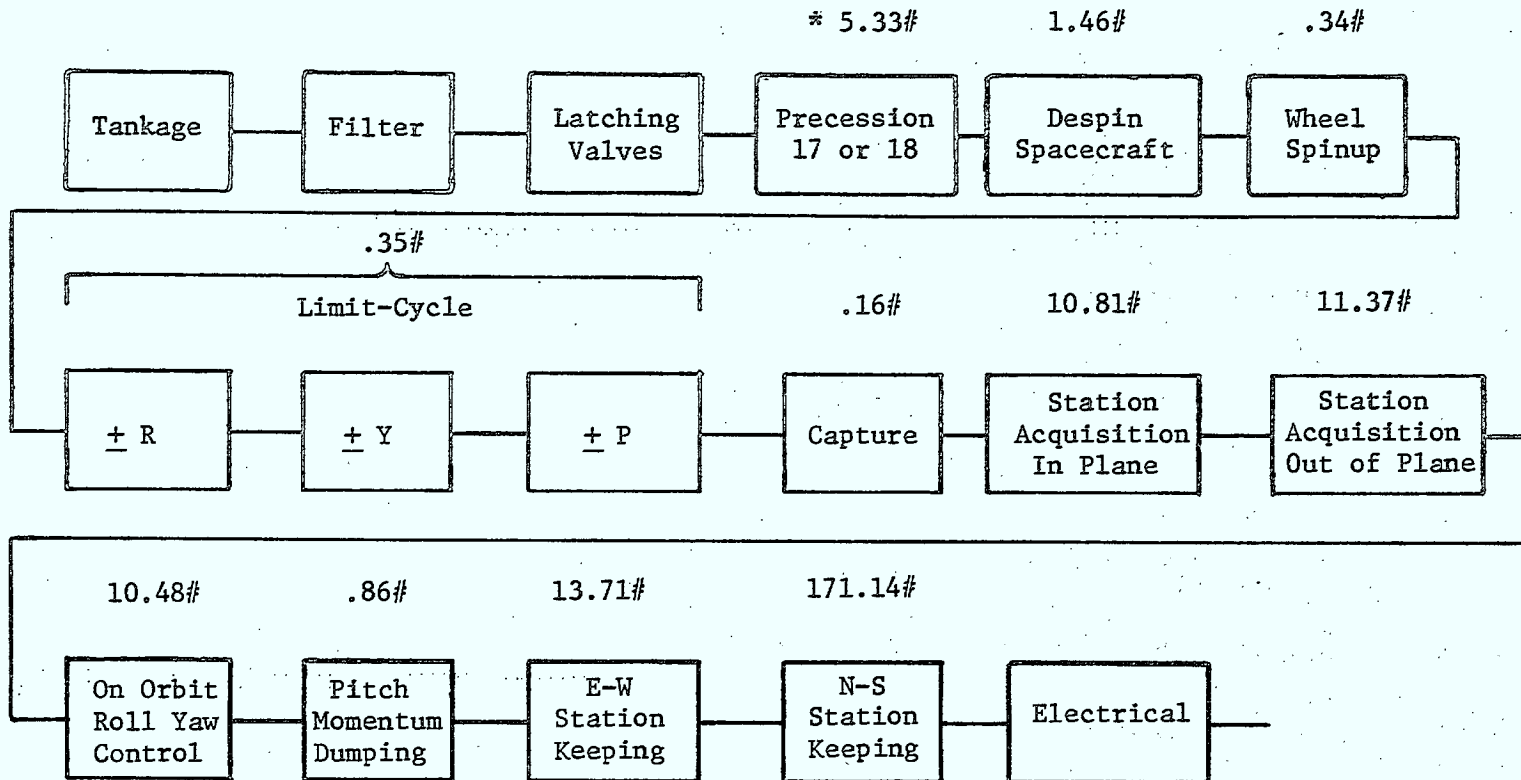 * 5.33# 1.46# .34#
Tankage
Filter
Latching
Valves
Precession
17 or 18
Despin
Spacecraft
Wheel
Spinup
.35#
Limit-Cycle
.16# 10.81# 11.37#
± R
± Y
± P
Capture
Station
Acquisition
In Plane
Station
Acquisition
Out of Plane
10.48# .86# 13.71# 171.14#
On Orbit
Roll Yaw
Control
Pitch
Momentum
Dumping
E-W
Station
Keeping
N-S
Station
Keeping
Electrical